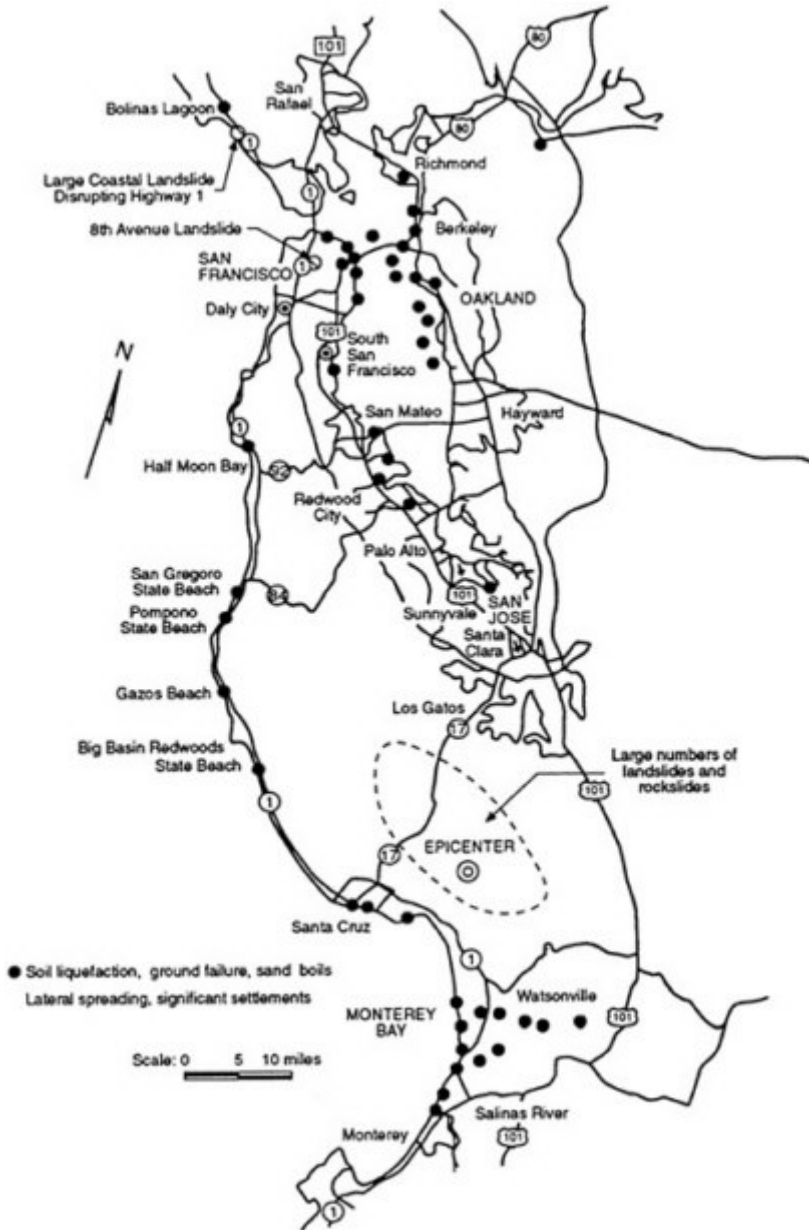 101
80
San
Rafael
Bolinas Lagoon
1
80
Richmond
Large Coastal Landslide
Disrupting Highway 1
1
8th Avenue Landslide
Berkeley
SAN
FRANCISCO
1
OAKLAND
Daly City
101
South
San
Francisco
N
San Mateo
Hayward
1
Half Moon Bay
92
Redwood
City
Palo Alto
San Gregoro
State Beach
84
101
SAN
JOSE
Pompono
State Beach
Sunnyvale
Santa
Clara
Gazos Beach
Los Gatos
17
Big Basin Redwoods
State Beach
Large numbers of
landslides and
rockslides
101
1
17
EPICENTER
Santa Cruz
1
Soil liquefaction, ground failure, sand boils
Lateral spreading, significant settlements
Watsonville
MONTEREY
BAY
101
Scale: 0 5 10 miles
Salinas River
Monterey
101
1